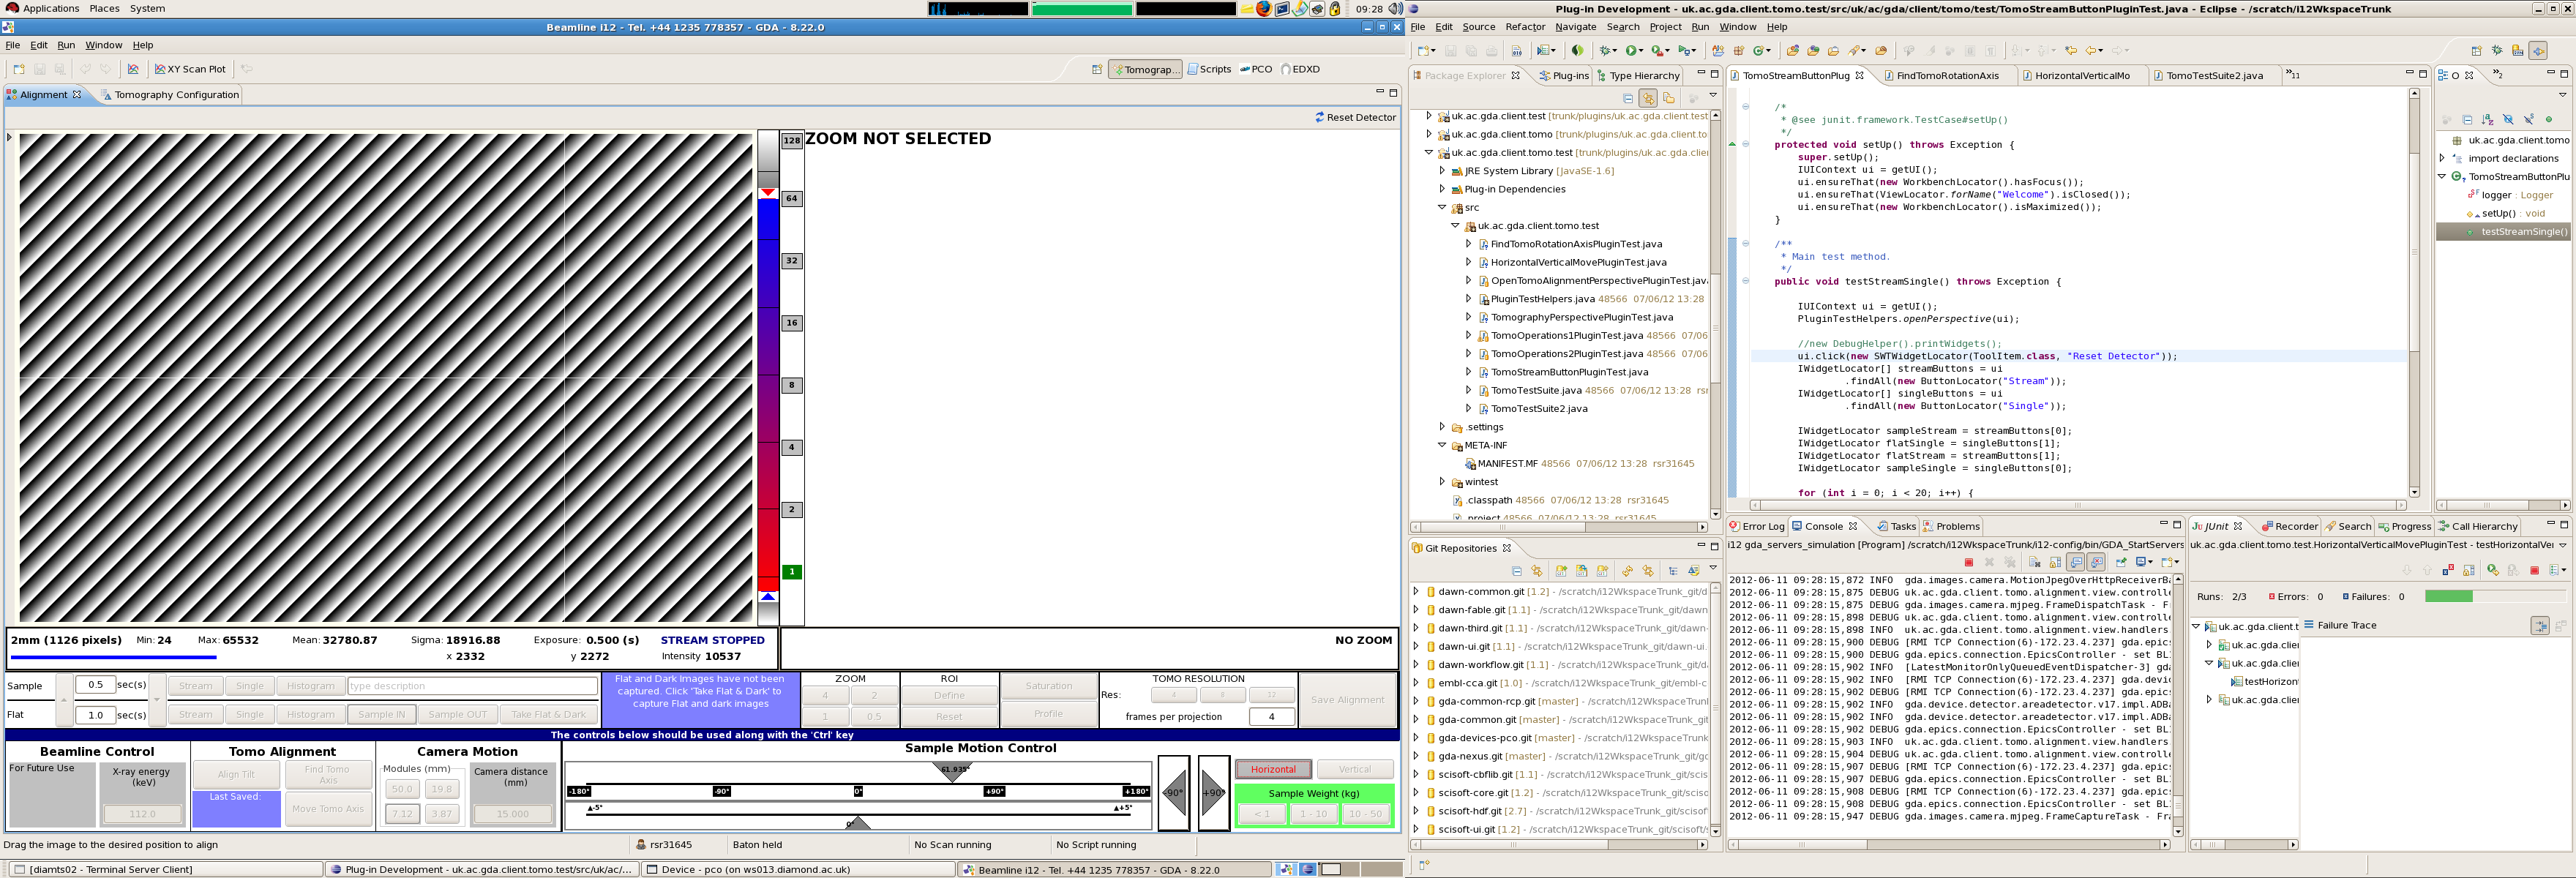 Applications Places System
09:28
Beamline i12 - Tel. +44 1235 778357 - GDA - 8.22.0
File Edit Run Window Help
XY Scan Plot
Tomograp... Scripts PCO EDXD
Alignment Tomography Configuration
Reset Detector
ZOOM NOT SELECTED
128
64
32
16
8
4
2
1
2mm (1126 pixels) Min: 24 Max: 65532 Mean: 32780.87 Sigma: 18916.88 Exposure: 0.500 (s) STREAM STOPPED
x 2332 y 2272 Intensity 10537
NO ZOOM
Sample 0.5 sec(s) Stream Single Histogram type description
Flat 1.0 sec(s) Stream Single Histogram Sample IN Sample OUT Take Flat & Dark
Flat and Dark Images have not been
captured. Click 'Take Flat & Dark' to
capture Flat and dark images
ZOOM
4 2
1 0.5
ROI
Define
Reset
Saturation
Profile
TOMO RESOLUTION
Res: 4 8 12
frames per projection 4
Save Alignment
The controls below should be used along with the 'Ctrl' key
Beamline Control
For Future Use
X-ray energy
(keV)
112.0
Tomo Alignment
Align Tilt
Find Tomo
Axis
Last Saved:
Move Tomo Axis
Camera Motion
Modules (mm)
50.0 19.8
7.12 3.87
Camera distance
(mm)
15.000
Sample Motion Control
61.935°
-180° -90° 0° +90° +180°
-5° +5°
0°
-90° +90°
Horizontal Vertical
Sample Weight (kg)
< 1 1 - 10 10 - 50
Drag the image to the desired position to align
rsr31645
Baton held
No Scan running
No Script running
[diamts02 - Terminal Server Client]
Plug-in Development - uk.ac.gda.client.tomo.test/src/uk/ac/...
Device - pco (on ws013.diamond.ac.uk)
Beamline i12 - Tel. +44 1235 778357 - GDA - 8.22.0
Plug-in Development - uk.ac.gda.client.tomo.test/src/uk/ac/gda/client/tomo/test/TomoStreamButtonPluginTest.java - Eclipse - /scratch/i12WkspaceTrunk
File Edit Source Refactor Navigate Search Project Run Window Help
Package Explorer Plug-ins Type Hierarchy
uk.ac.gda.client.test [trunk/plugins/uk.ac.gda.client.test
uk.ac.gda.client.tomo [trunk/plugins/uk.ac.gda.client.to
uk.ac.gda.client.tomo.test [trunk/plugins/uk.ac.gda.clie
JRE System Library [JavaSE-1.6]
Plug-in Dependencies
src
uk.ac.gda.client.tomo.test
FindTomoRotationAxisPluginTest.java
HorizontalVerticalMovePluginTest.java
OpenTomoAlignmentPerspectivePluginTest.java
PluginTestHelpers.java 48566 07/06/12 13:28
TomographyPerspectivePluginTest.java
TomoOperations1PluginTest.java 48566 07/06
TomoOperations2PluginTest.java 48566 07/06
TomoStreamButtonPluginTest.java
TomoTestSuite.java 48566 07/06/12 13:28 rsr
TomoTestSuite2.java
.settings
META-INF
MANIFEST.MF 48566 07/06/12 13:28 rsr31645
wintest
.classpath 48566 07/06/12 13:28 rsr31645
.project 48566 07/06/12 13:28 rsr31645
Git Repositories
dawn-common.git [1.2] - /scratch/i12WkspaceTrunk_git/d
dawn-fable.git [1.1] - /scratch/i12WkspaceTrunk_git/dawn
dawn-third.git [1.1] - /scratch/i12WkspaceTrunk_git/dawn-
dawn-ui.git [1.1] - /scratch/i12WkspaceTrunk_git/dawn-ui.
dawn-workflow.git [1.1] - /scratch/i12WkspaceTrunk_git/da
embl-cca.git [1.0] - /scratch/i12WkspaceTrunk_git/embl-c
gda-common-rcp.git [master] - /scratch/i12WkspaceTrunl
gda-common.git [master] - /scratch/i12WkspaceTrunk_git
gda-devices-pco.git [master] - /scratch/i12WkspaceTrunk
gda-nexus.git [master] - /scratch/i12WkspaceTrunk_git/gc
scisoft-cbflib.git [1.1] - /scratch/i12WkspaceTrunk_git/scis
scisoft-core.git [1.2] - /scratch/i12WkspaceTrunk_git/sciso
scisoft-hdf.git [2.7] - /scratch/i12WkspaceTrunk_git/scisof
scisoft-ui.git [1.2] - /scratch/i12WkspaceTrunk_git/scisoft/s
TomoStreamButtonPlug FindTomoRotationAxis HorizontalVerticalMo TomoTestSuite2.java »11
/*
* @see junit.framework.TestCase#setUp()
*/
protected void setUp() throws Exception {
super.setUp();
IUIContext ui = getUI();
ui.ensureThat(new WorkbenchLocator().hasFocus());
ui.ensureThat(ViewLocator.forName("Welcome").isClosed());
ui.ensureThat(new WorkbenchLocator().isMaximized());
}
/**
* Main test method.
*/
public void testStreamSingle() throws Exception {
IUIContext ui = getUI();
PluginTestHelpers.openPerspective(ui);
//new DebugHelper().printWidgets();
ui.click(new SWTWidgetLocator(ToolItem.class, "Reset Detector"));
IWidgetLocator[] streamButtons = ui
.findAll(new ButtonLocator("Stream"));
IWidgetLocator[] singleButtons = ui
.findAll(new ButtonLocator("Single"));
IWidgetLocator sampleStream = streamButtons[0];
IWidgetLocator flatSingle = singleButtons[1];
IWidgetLocator flatStream = streamButtons[1];
IWidgetLocator sampleSingle = singleButtons[0];
for (int i = 0; i < 20; i++) {
O »2
uk.ac.gda.client.tomo
import declarations
TomoStreamButtonPlu
logger : Logger
setUp() : void
testStreamSingle()
Error Log Console Tasks Problems
i12 gda_servers_simulation [Program] /scratch/i12WkspaceTrunk/i12-config/bin/GDA_StartServers
2012-06-11 09:28:15,872 INFO gda.images.camera.MotionJpegOverHttpReceiverBa
2012-06-11 09:28:15,875 DEBUG uk.ac.gda.client.tomo.alignment.view.controlle
2012-06-11 09:28:15,875 DEBUG gda.images.camera.mjpeg.FrameDispatchTask - Fr
2012-06-11 09:28:15,898 DEBUG uk.ac.gda.client.tomo.alignment.view.controlle
2012-06-11 09:28:15,898 INFO uk.ac.gda.client.tomo.alignment.view.handlers
2012-06-11 09:28:15,900 DEBUG [RMI TCP Connection(6)-172.23.4.237] gda.epics
2012-06-11 09:28:15,900 DEBUG gda.epics.connection.EpicsController - set BL1
2012-06-11 09:28:15,902 INFO [LatestMonitorOnlyQueuedEventDispatcher-3] gda
2012-06-11 09:28:15,902 INFO [RMI TCP Connection(6)-172.23.4.237] gda.devic
2012-06-11 09:28:15,902 DEBUG [RMI TCP Connection(6)-172.23.4.237] gda.epics
2012-06-11 09:28:15,902 INFO gda.device.detector.areadetector.v17.impl.ADBa
2012-06-11 09:28:15,902 DEBUG gda.device.detector.areadetector.v17.impl.ADBa
2012-06-11 09:28:15,902 DEBUG gda.epics.connection.EpicsController - set BL1
2012-06-11 09:28:15,903 INFO uk.ac.gda.client.tomo.alignment.view.handlers
2012-06-11 09:28:15,904 DEBUG uk.ac.gda.client.tomo.alignment.view.controlle
2012-06-11 09:28:15,907 DEBUG [RMI TCP Connection(6)-172.23.4.237] gda.epics
2012-06-11 09:28:15,907 DEBUG gda.epics.connection.EpicsController - set BL1
2012-06-11 09:28:15,908 DEBUG [RMI TCP Connection(6)-172.23.4.237] gda.epics
2012-06-11 09:28:15,908 DEBUG gda.epics.connection.EpicsController - set BL1
2012-06-11 09:28:15,947 DEBUG gda.images.camera.mjpeg.FrameCaptureTask - Fra
JUnit Recorder Search Progress Call Hierarchy
uk.ac.gda.client.tomo.test.HorizontalVerticalMovePluginTest - testHorizontalVe
Runs: 2/3 Errors: 0 Failures: 0
uk.ac.gda.client.t
uk.ac.gda.clier
uk.ac.gda.clier
testHorizon
uk.ac.gda.clier
Failure Trace